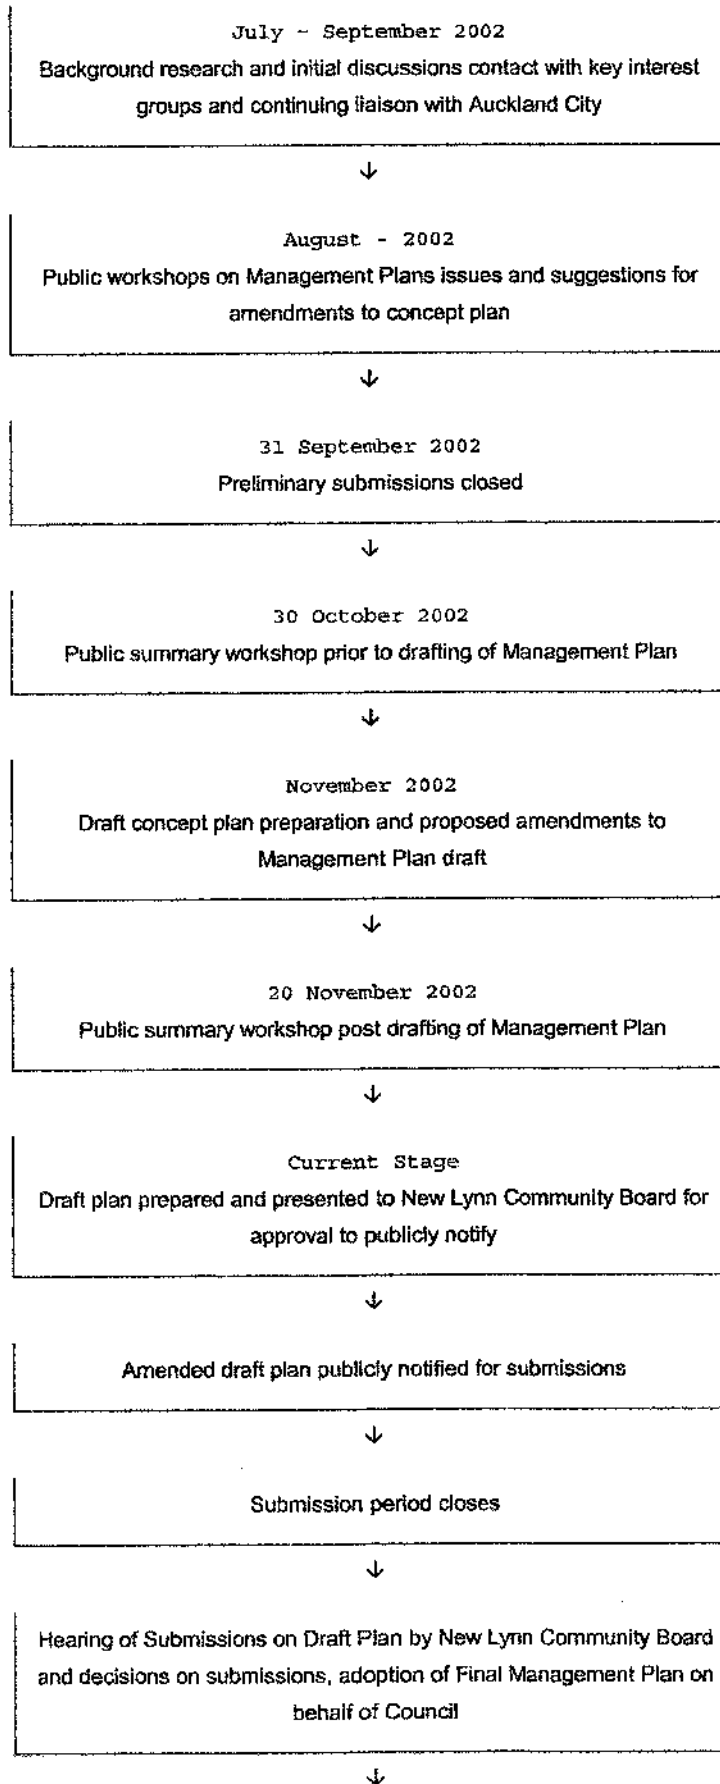 July - September 2002
Background research and initial discussions contact with key interest
groups and continuing liaison with Auckland City
↓
August - 2002
Public workshops on Management Plans issues and suggestions for
amendments to concept plan
↓
31 September 2002
Preliminary submissions closed
↓
30 October 2002
Public summary workshop prior to drafting of Management Plan
↓
November 2002
Draft concept plan preparation and proposed amendments to
Management Plan draft
↓
20 November 2002
Public summary workshop post drafting of Management Plan
↓
Current Stage
Draft plan prepared and presented to New Lynn Community Board for
approval to publicly notify
↓
Amended draft plan publicly notified for submissions
↓
Submission period closes
↓
Hearing of Submissions on Draft Plan by New Lynn Community Board
and decisions on submissions, adoption of Final Management Plan on
behalf of Council
↓